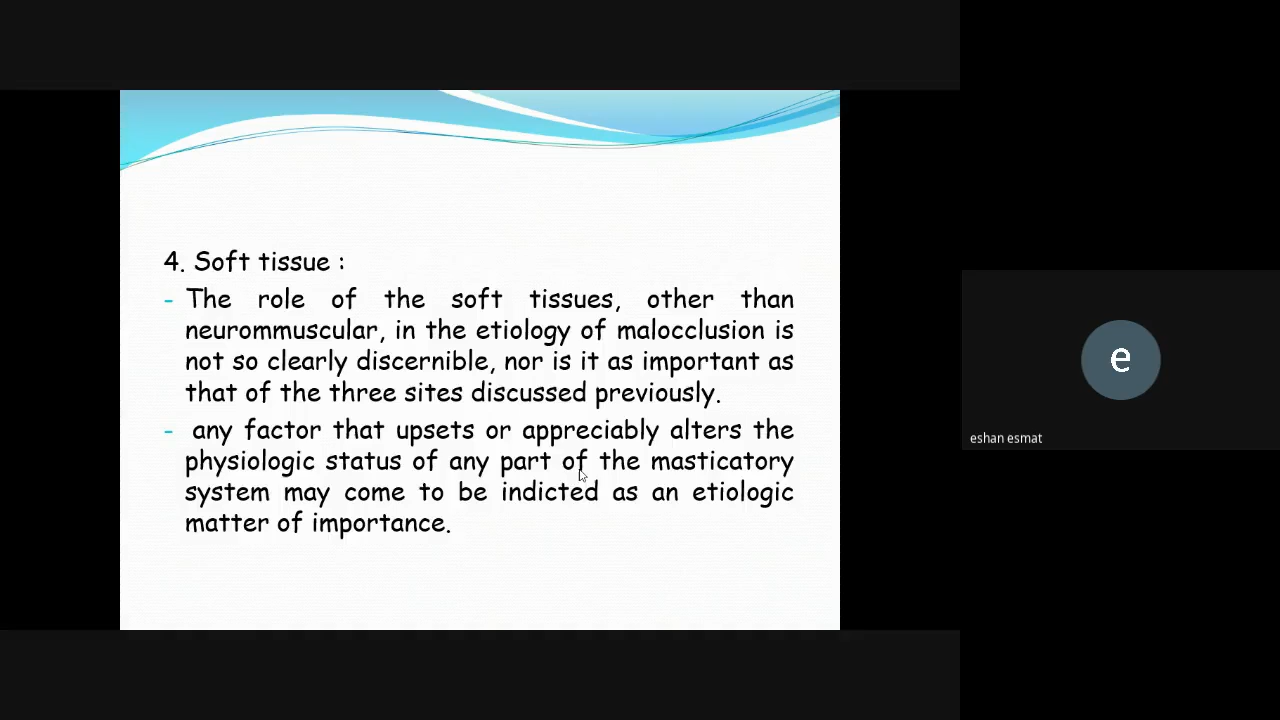 4. Soft tissue :
- The role of the soft tissues, other than
neurommuscular, in the etiology of malocclusion is
not so clearly discernible, nor is it as important as
that of the three sites discussed previously.
- any factor that upsets or appreciably alters the
physiologic status of any part of the masticatory
system may come to be indicted as an etiologic
matter of importance.
e
eshan esmat